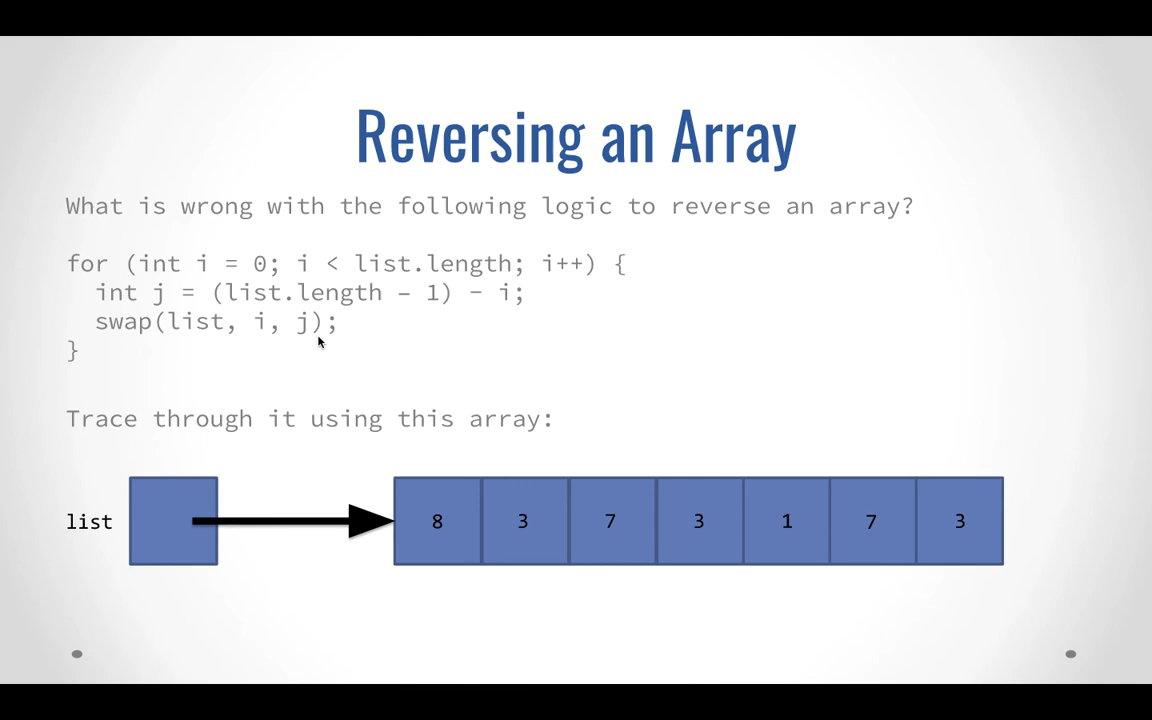 Reversing an Array
What is wrong with the following logic to reverse an array?
for (int i = 0; i < list.length; i++) {
int j = (list.length – 1) - i;
swap(list, i, j);
}
Trace through it using this array:
list 8 3 7 3 1 7 3